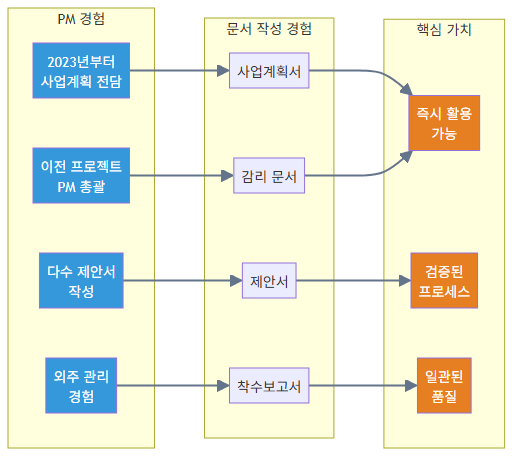 PM 경험
2023년부터
사업계획 전담
이전 프로젝트
PM 총괄
다수 제안서
작성
외주 관리
경험
문서 작성 경험
사업계획서
감리 문서
제안서
착수보고서
핵심 가치
즉시 활용
가능
검증된
프로세스
일관된
품질